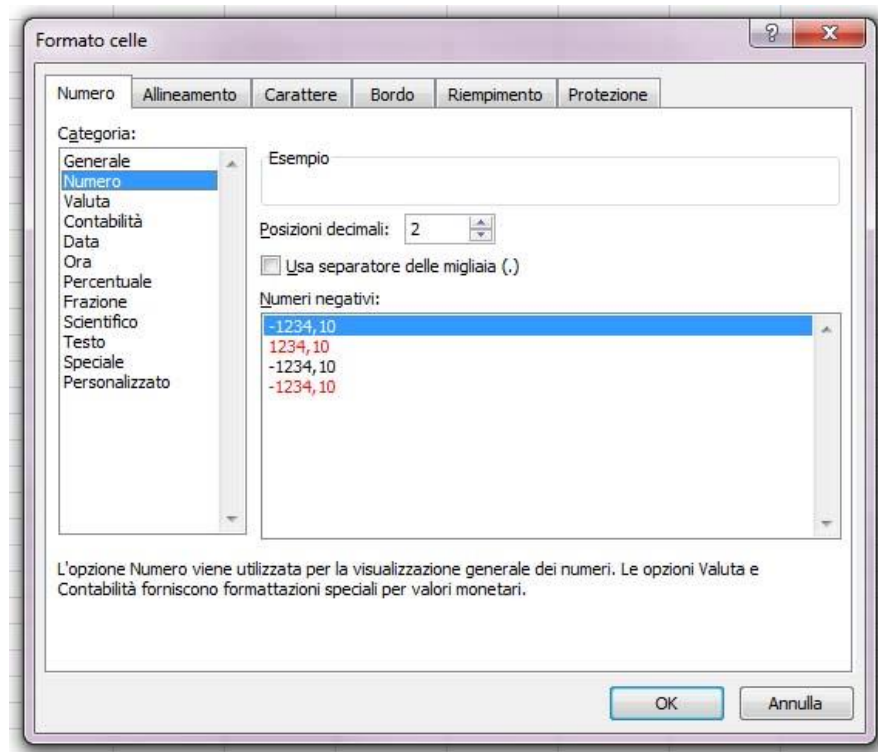 Formato celle
Numero Allineamento Carattere Bordo Riempimento Protezione
Categoria:
Generale
Numero
Valuta
Contabilità
Data
Ora
Percentuale
Frazione
Scientifico
Testo
Speciale
Personalizzato
Esempio
Posizioni decimali: 2
Usa separatore delle migliaia (.)
Numeri negativi:
-1234,10
1234,10
-1234,10
-1234,10
L'opzione Numero viene utilizzata per la visualizzazione generale dei numeri. Le opzioni Valuta e
Contabilità forniscono formattazioni speciali per valori monetari.
OK Annulla